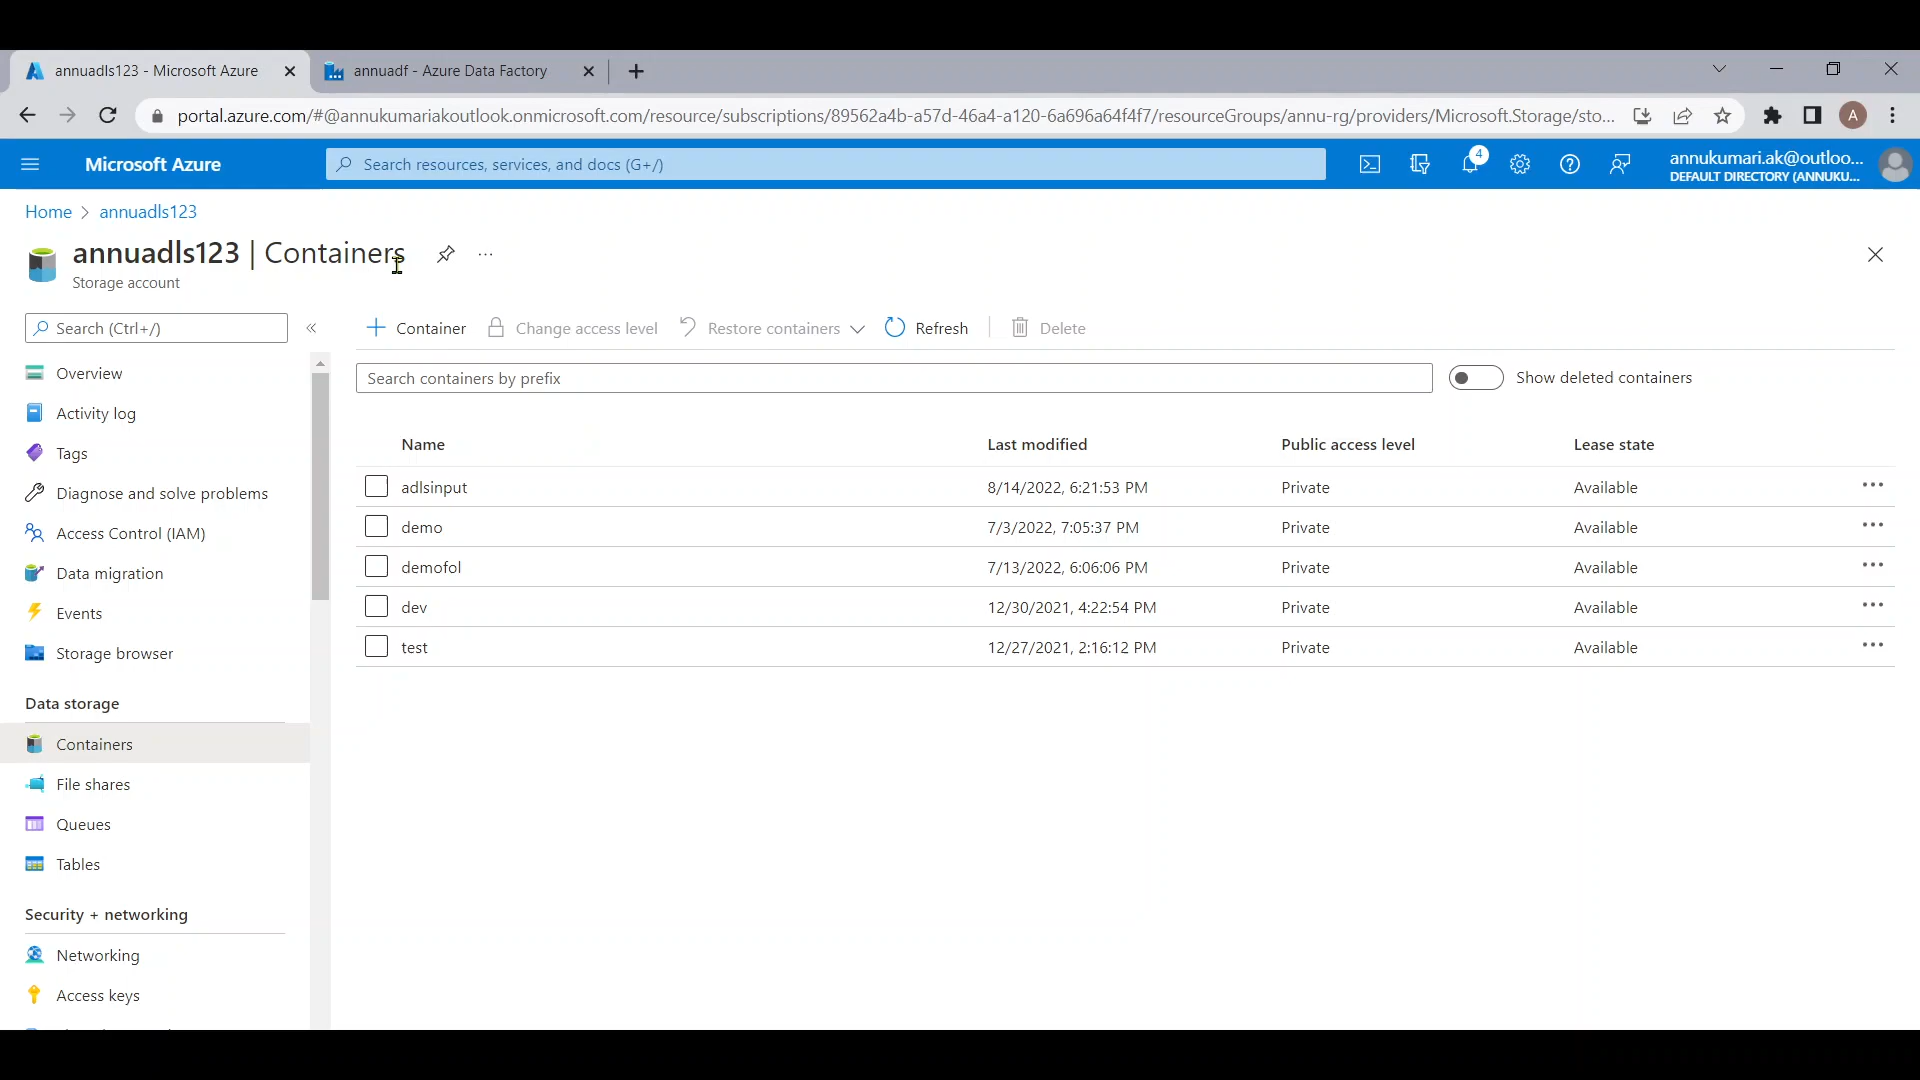 annuadls123 - Microsoft Azure
annuadf - Azure Data Factory
portal.azure.com/#@annukumariakoutlook.onmicrosoft.com/resource/subscriptions/89562a4b-a57d-46a4-a120-6a696a64f4f7/resourceGroups/annu-rg/providers/Microsoft.Storage/sto...
A
Microsoft Azure
Search resources, services, and docs (G+/)
4
annukumari.ak@outloo...
DEFAULT DIRECTORY (ANNUKU...
Home > annuadls123
annuadls123 | Containers
Storage account
Search (Ctrl+/)
Overview
Activity log
Tags
Diagnose and solve problems
Access Control (IAM)
Data migration
Events
Storage browser
Data storage
Containers
File shares
Queues
Tables
Security + networking
Networking
Access keys
Container Change access level Restore containers Refresh Delete
Search containers by prefix
Show deleted containers
Name Last modified Public access level Lease state
adlsinput 8/14/2022, 6:21:53 PM Private Available
demo 7/3/2022, 7:05:37 PM Private Available
demofol 7/13/2022, 6:06:06 PM Private Available
dev 12/30/2021, 4:22:54 PM Private Available
test 12/27/2021, 2:16:12 PM Private Available